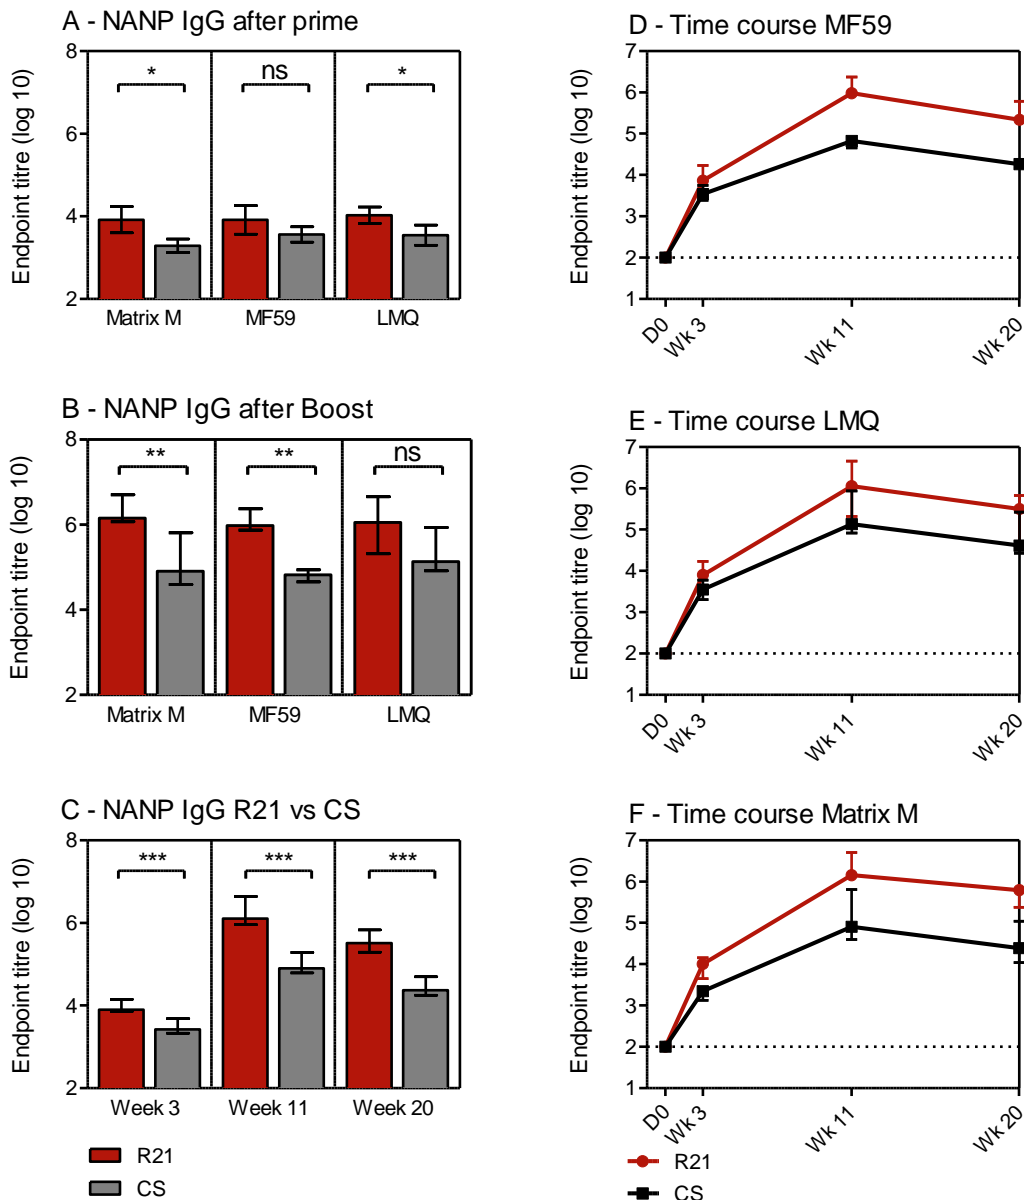 A - NANP IgG after prime
Endpoint titre (log 10)
8
6
4
2
*
ns
*
Matrix M
MF59
LMQ
B - NANP IgG after Boost
Endpoint titre (log 10)
8
6
4
2
**
**
ns
Matrix M
MF59
LMQ
C - NANP IgG R21 vs CS
Endpoint titre (log 10)
8
6
4
2
***
***
***
Week 3
Week 11
Week 20
R21
CS
D - Time course MF59
Endpoint titre (log 10)
7
6
5
4
3
2
1
D0
Wk 3
Wk 11
Wk 20
E - Time course LMQ
Endpoint titre (log 10)
7
6
5
4
3
2
1
D0
Wk 3
Wk 11
Wk 20
F - Time course Matrix M
Endpoint titre (log 10)
7
6
5
4
3
2
1
D0
Wk 3
Wk 11
Wk 20
R21
CS